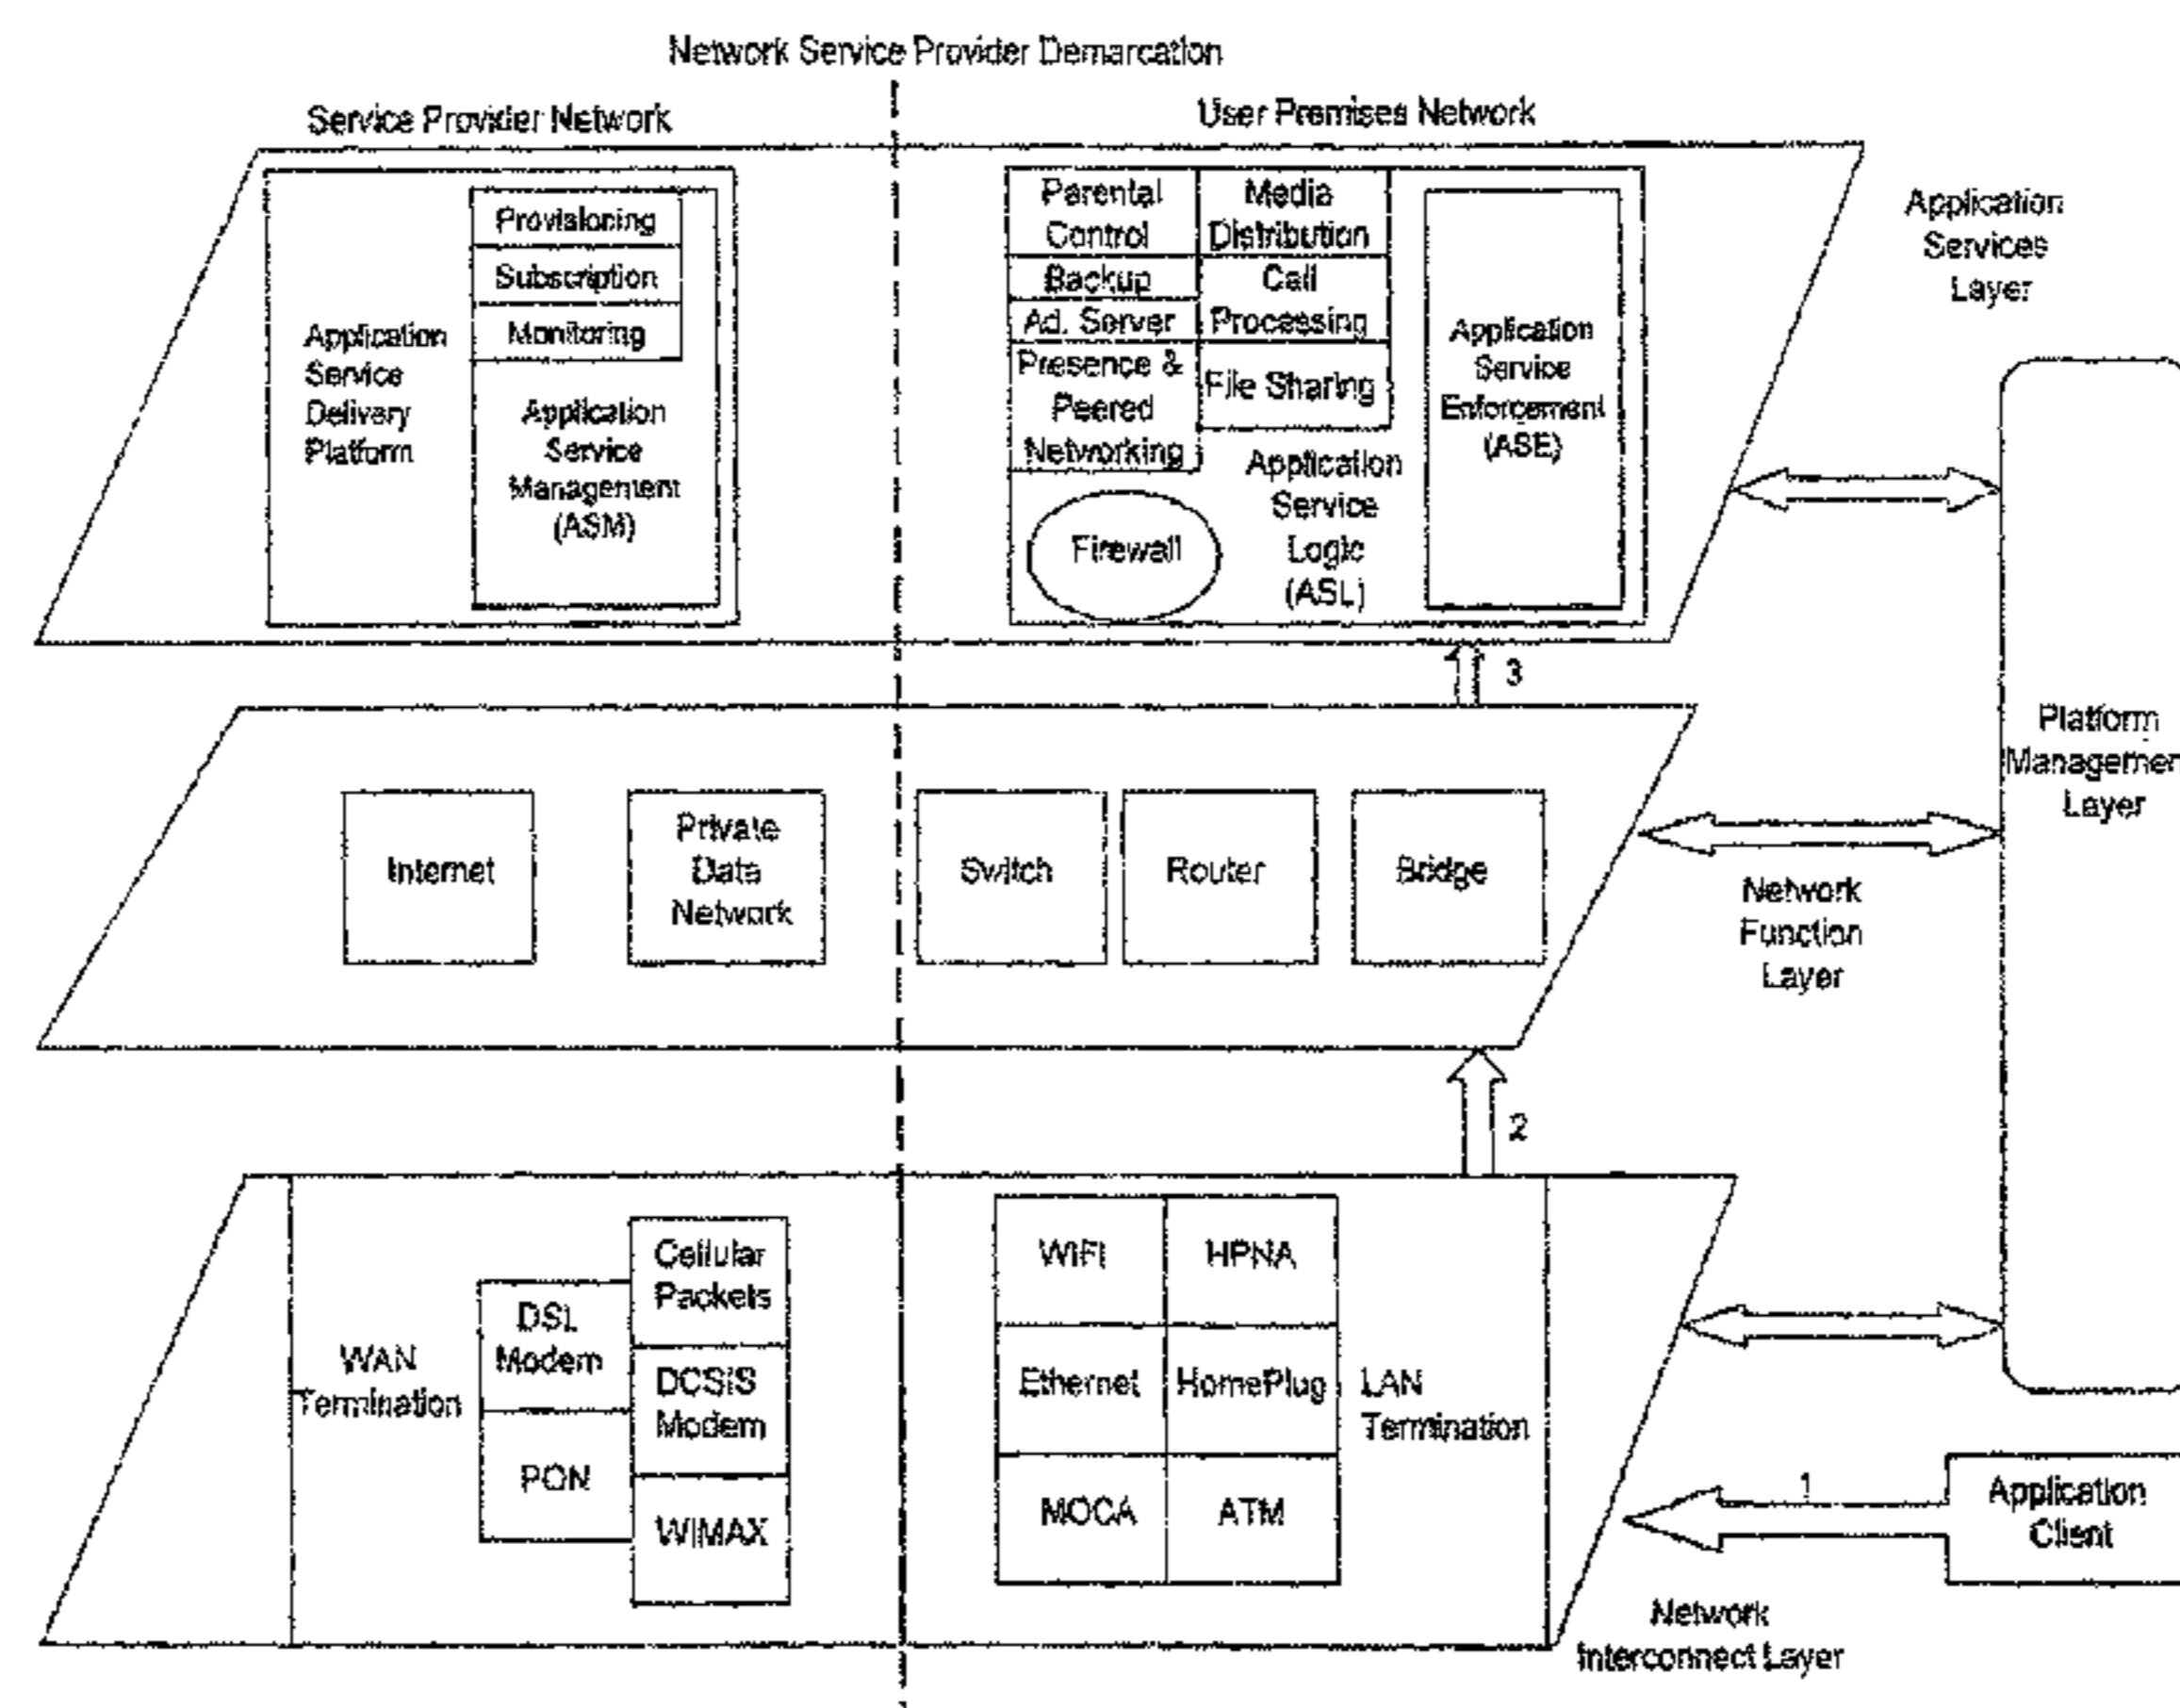 Network Service Provider Demarcation
Service Provider Network
User Premises Network
Provisioning
Subscription
Monitoring
Application
Service
Delivery
Platform
Application
Service
Management
(ASM)
Parental
Control
Media
Distribution
Backup
Call
Processing
Ad. Server
Presence &
Peered
Networking
File Sharing
Firewall
Application
Service
Logic
(ASL)
Application
Service
Enforcement
(ASE)
Application
Services
Layer
3
Internet
Private
Data
Network
Switch
Router
Bridge
Network
Function
Layer
Platform
Managemen
Layer
2
WAN
Termination
DSL
Modem
PON
Cellular
Packets
DCSIS
Modem
WIMAX
WIFI
HPNA
Ethernet
HomePlug
MOCA
ATM
LAN
Termination
1
Application
Client
Network
Interconnect Layer